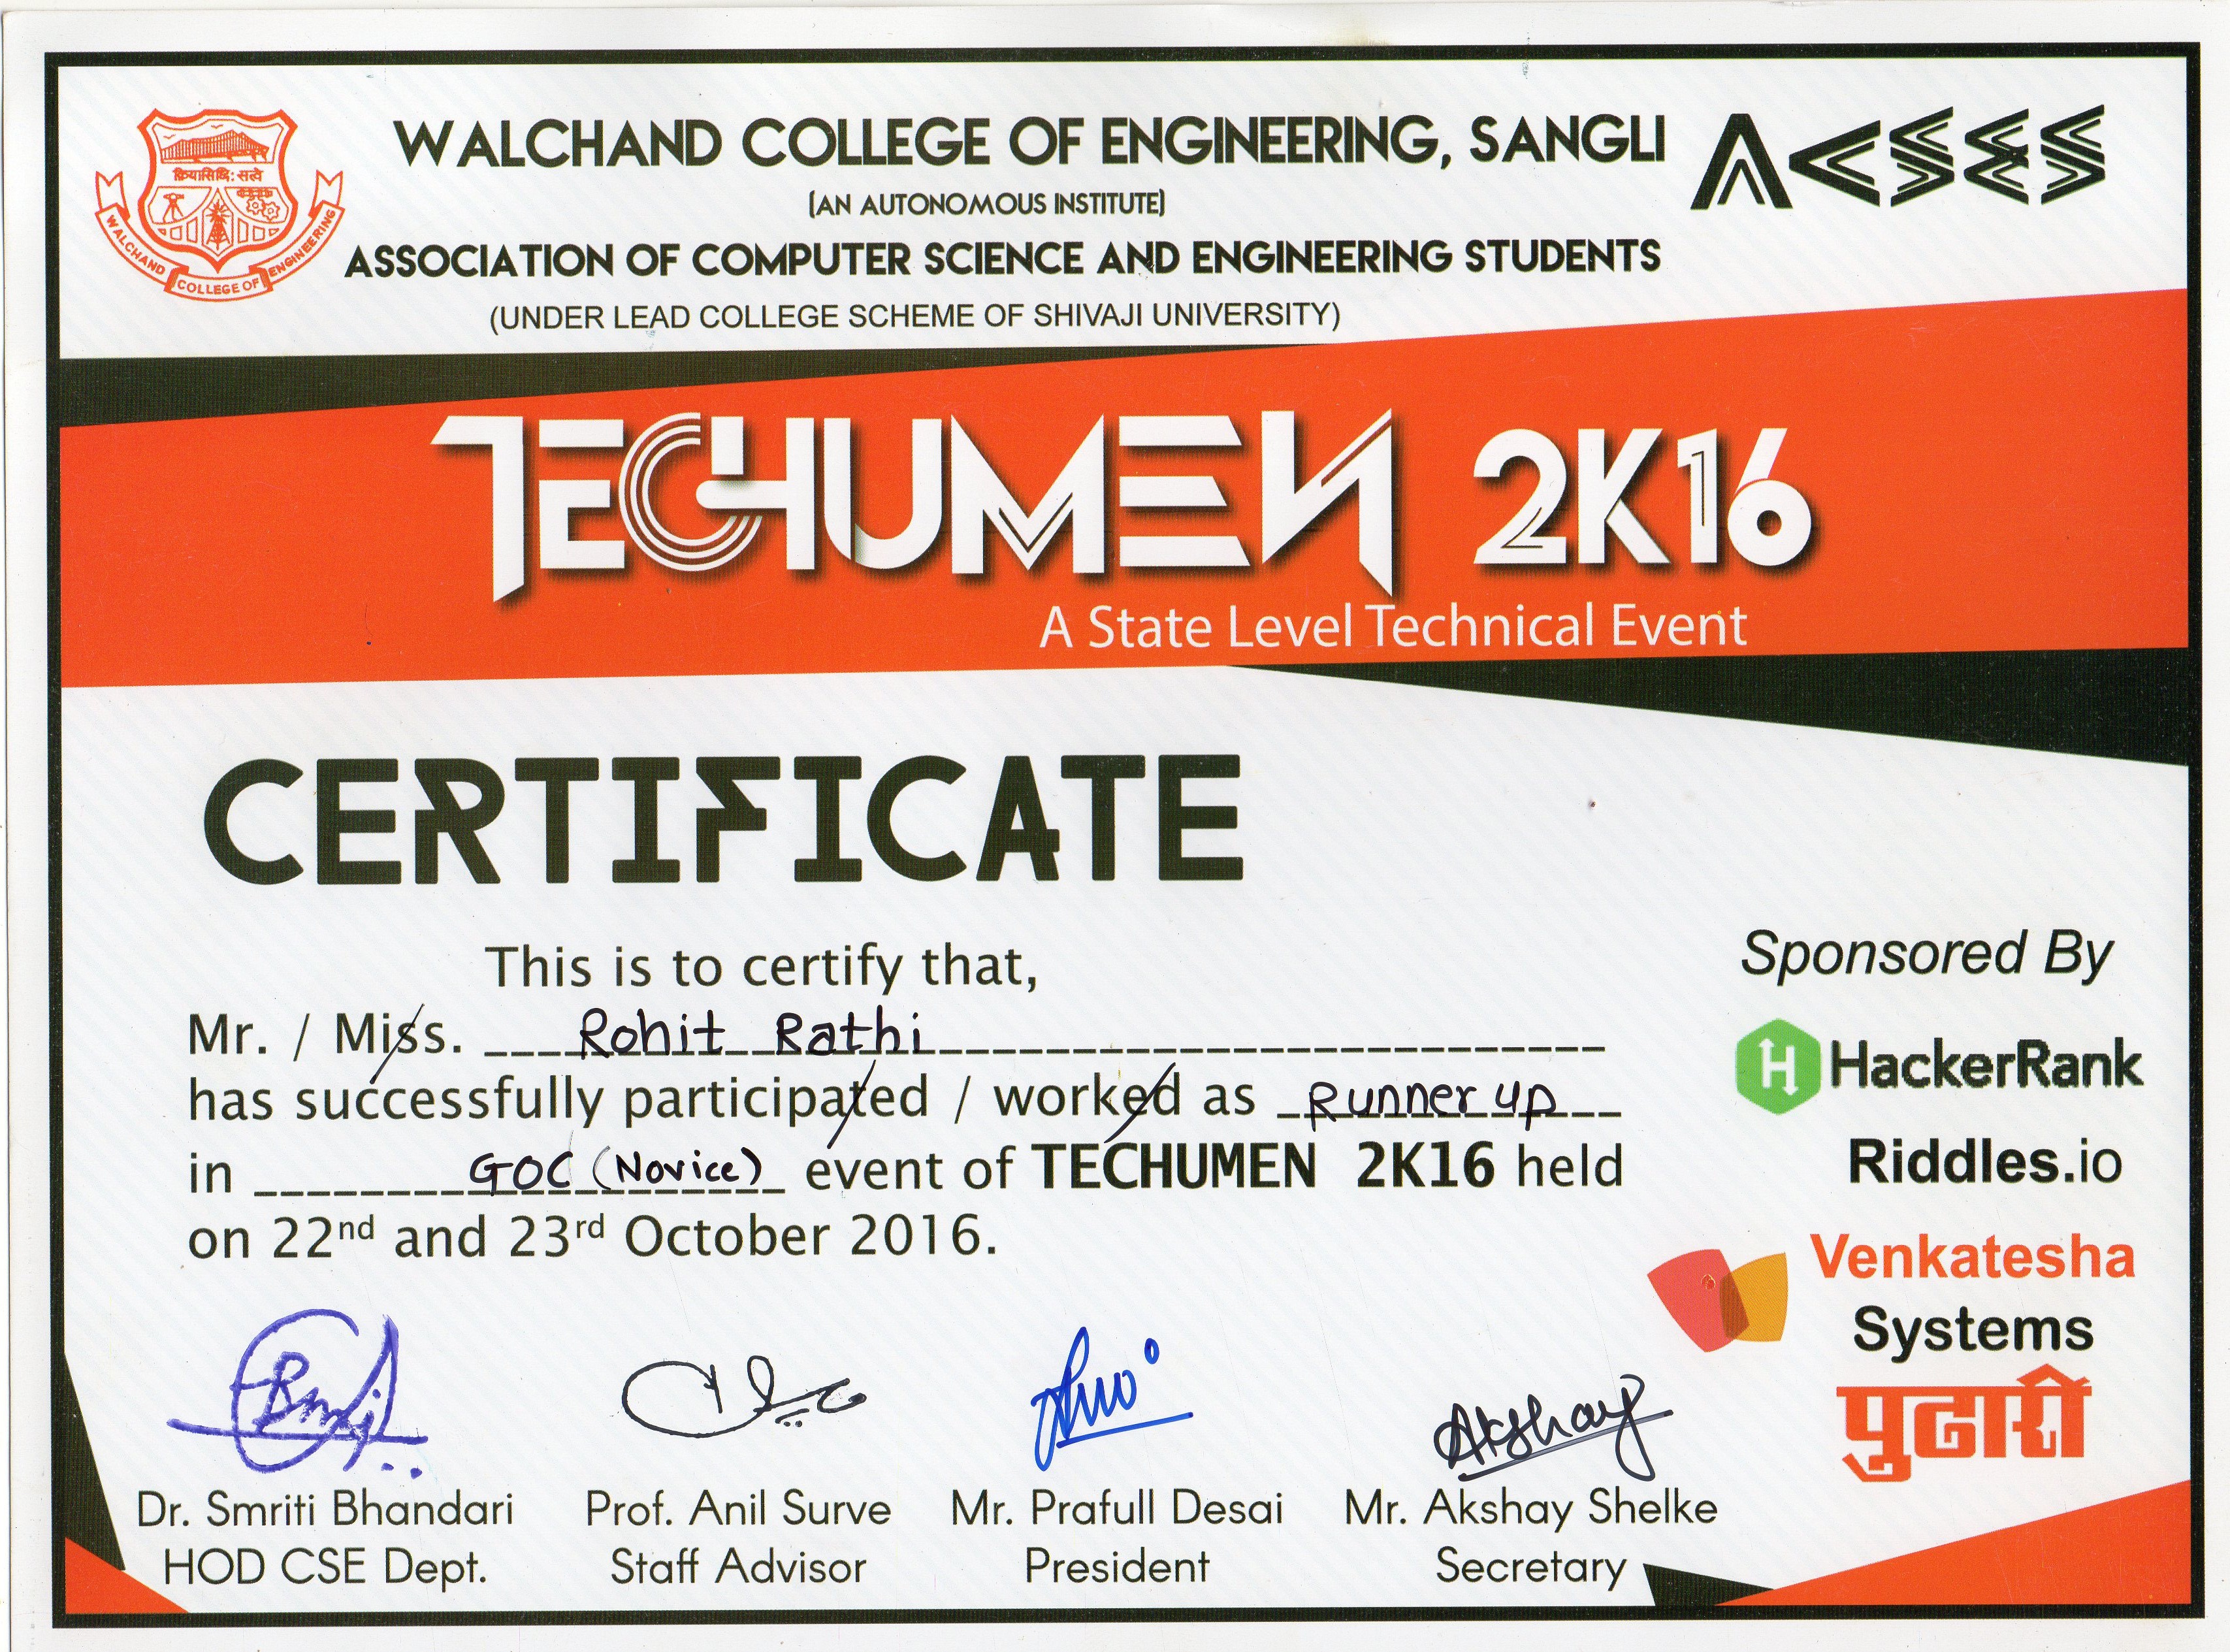 WALCHAND COLLEGE OF ENGINEERING, SANGLI
ACSES
(AN AUTONOMOUS INSTITUTE)
ASSOCIATION OF COMPUTER SCIENCE AND ENGINEERING STUDENTS
(UNDER LEAD COLLEGE SCHEME OF SHIVAJI UNIVERSITY)
क्रियासिध्दि: सत्वे
WALCHAND COLLEGE OF ENGINEERING
TECHUMEN 2K16
A State Level Technical Event
CERTIFICATE
This is to certify that,
Mr. / Miss. Rohit Rathi
has successfully participated / worked as Runner up
in GOC (Novice) event of TECHUMEN 2K16 held
on 22nd and 23rd October 2016.
Sponsored By
HackerRank
Riddles.io
Venkatesha
Systems
पुढारी
Akshay
Dr. Smriti Bhandari
HOD CSE Dept.
Prof. Anil Surve
Staff Advisor
Mr. Prafull Desai
President
Mr. Akshay Shelke
Secretary